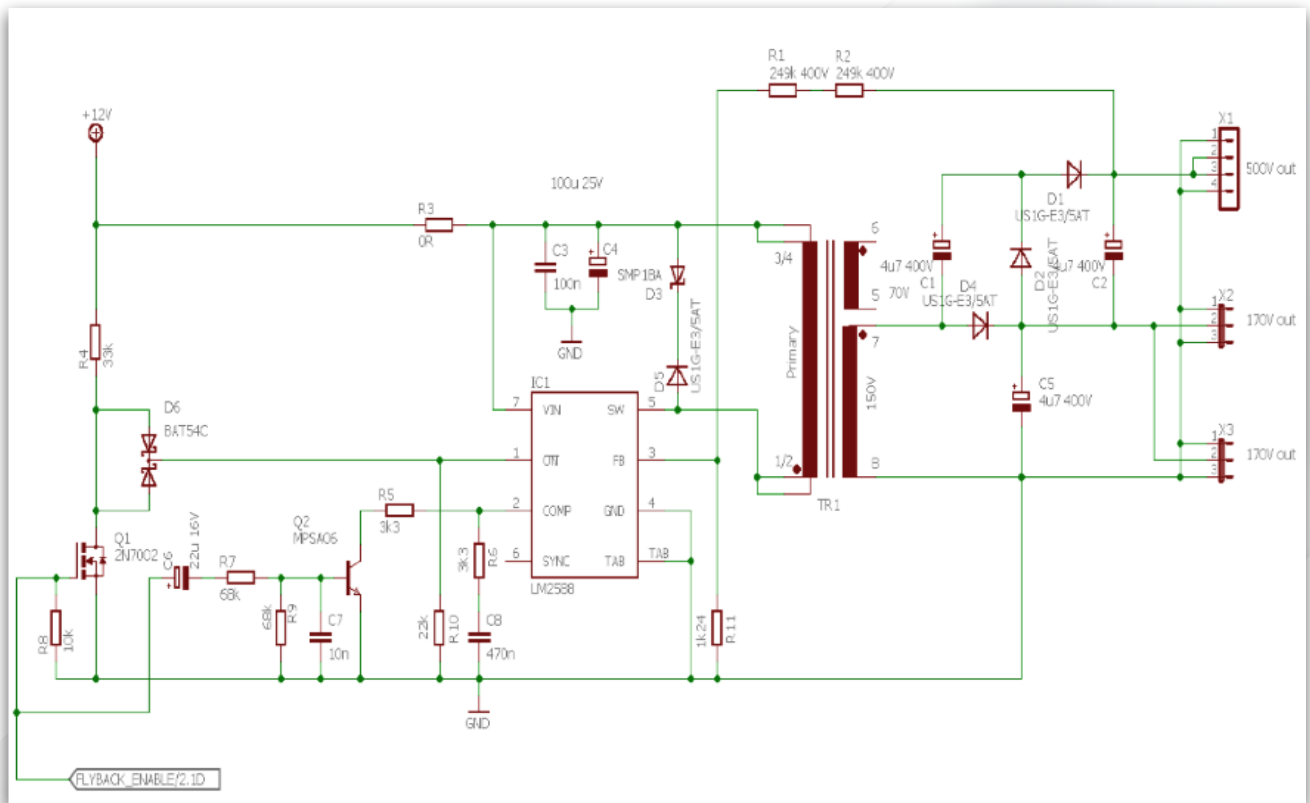 R1
249k 400V
R2
249k 400V
+12V
X1
1
2
3
4
500V out
100u 25V
D1
US1G-E3/5AT
R3
0R
C3
100n
C4
SMP18A
D3
D5
US1G-E3/5AT
3/4
Primary
1/2
TR1
6
5
70V
7
150V
8
4u7 400V
C1
D4
US1G-E3/5AT
D2
US1G-E3/5AT
4u7 400V
C2
X2
1
2
3
170V out
GND
R4
33k
IC1
7
VIN
SW
5
1
FB
3
2
COMP
GND
4
6
SYNC
TAB
TAB
LM2588
C5
4u7 400V
D6
BAT54C
X3
1
2
3
170V out
R5
3k3
Q1
2N7002
C6
22u 16V
R7
68k
Q2
MPSA06
3k3
R6
R8
10k
68k
R9
C7
10n
22k
R10
C8
470n
1k24
R11
GND
FLYBACK_ENABLE/2.1D